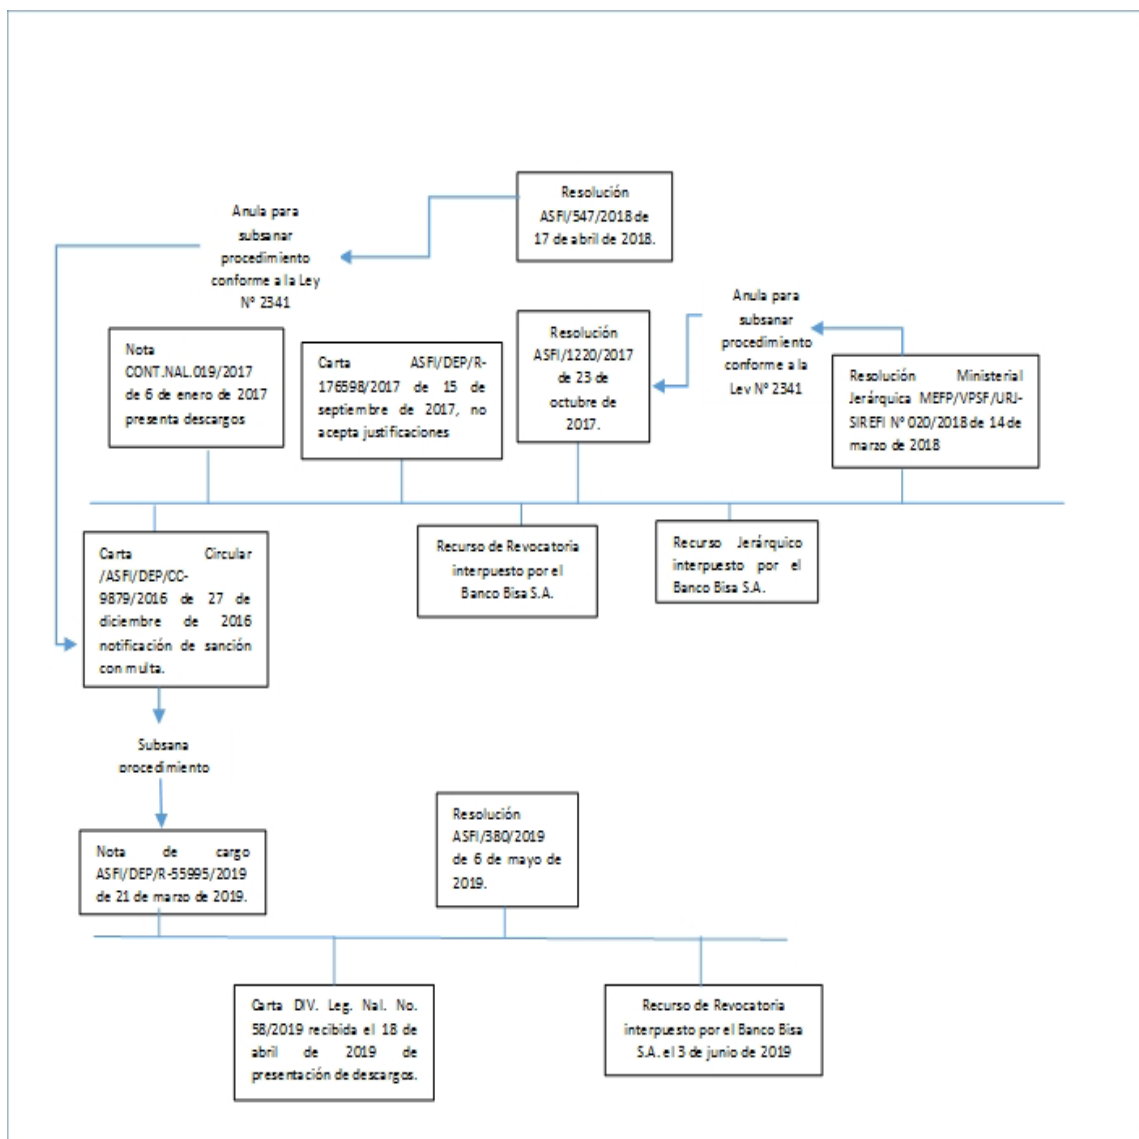 Resolución
ASFI/547/2018 de
17 de abril de 2018.
Anula para
subsanar
procedimiento
conforme a la Ley
Nº 2341
Anula para
subsanar
procedimiento
conforme a la
Ley Nº 2341
Nota
CONT.NAL.019/2017
de 6 de enero de 2017
presenta descargos
Carta ASFI/DEP/R-
176598/2017 de 15 de
septiembre de 2017, no
acepta justificaciones
Resolución
ASFI/1220/2017
de 23 de
octubre de
2017.
Resolución Ministerial
Jerárquica MEFP/VPSF/URJ-
SIREFI Nº 020/2018 de 14 de
marzo de 2018
Carta Circular
/ASFI/DEP/CC-
9879/2016 de 27 de
diciembre de 2016
notificación de sanción
con multa.
Recurso de Revocatoria
interpuesto por el
Banco Bisa S.A.
Recurso Jerárquico
interpuesto por el
Banco Bisa S.A.
Subsana
procedimiento
Nota de cargo
ASFI/DEP/R-55995/2019
de 21 de marzo de 2019.
Resolución
ASFI/380/2019
de 6 de mayo de
2019.
Carta DIV. Leg. Nal. No.
58/2019 recibida el 18 de
abril de 2019 de
presentación de descargos.
Recurso de Revocatoria
interpuesto por el Banco Bisa
S.A. el 3 de junio de 2019